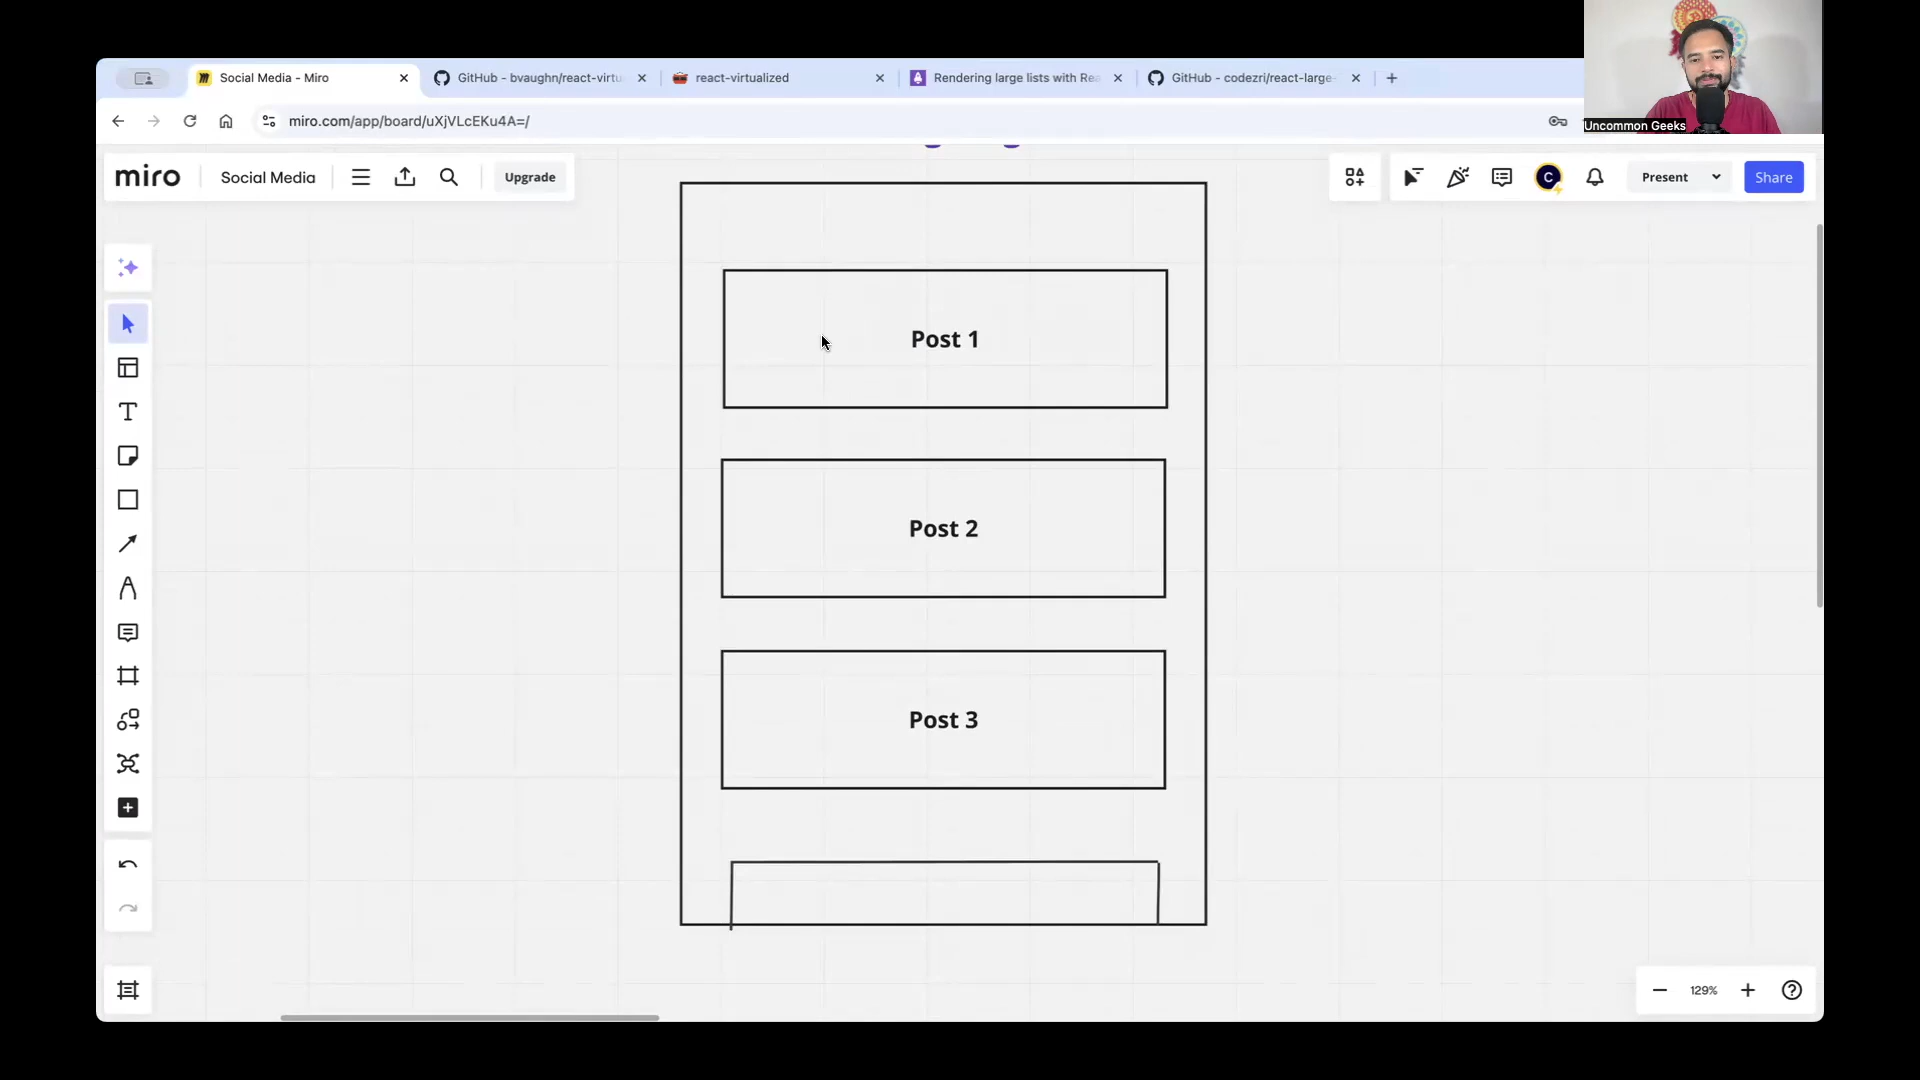 Social Media - Miro
GitHub - bvaughn/react-virtu
react-virtualized
Rendering large lists with Rea
GitHub - codezri/react-large-
miro.com/app/board/uXjVLcEKu4A=/
Uncommon Geeks
miro
Social Media
Upgrade
C
Present
Share
Post 1
Post 2
Post 3
129%